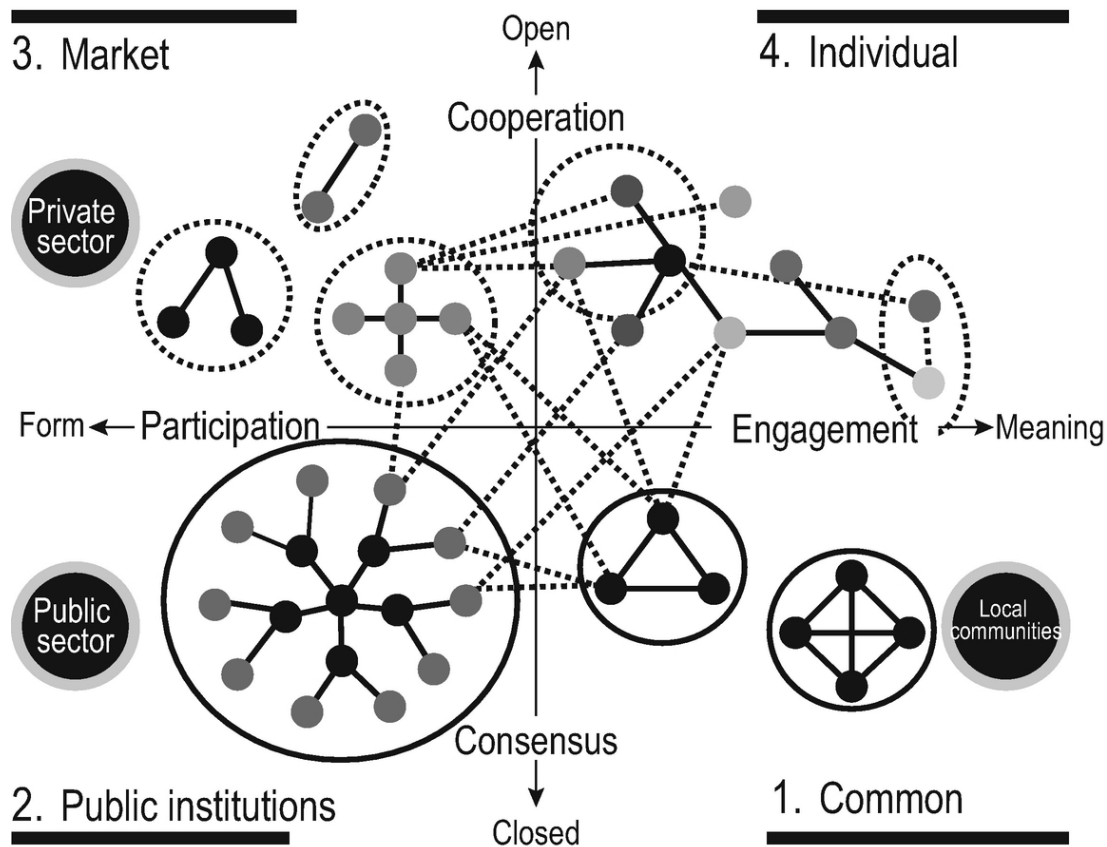 3. Market
Open
4. Individual
Cooperation
Private
sector
Form
Participation
Engagement
Meaning
Public
sector
Local
communities
Consensus
2. Public institutions
1. Common
Closed